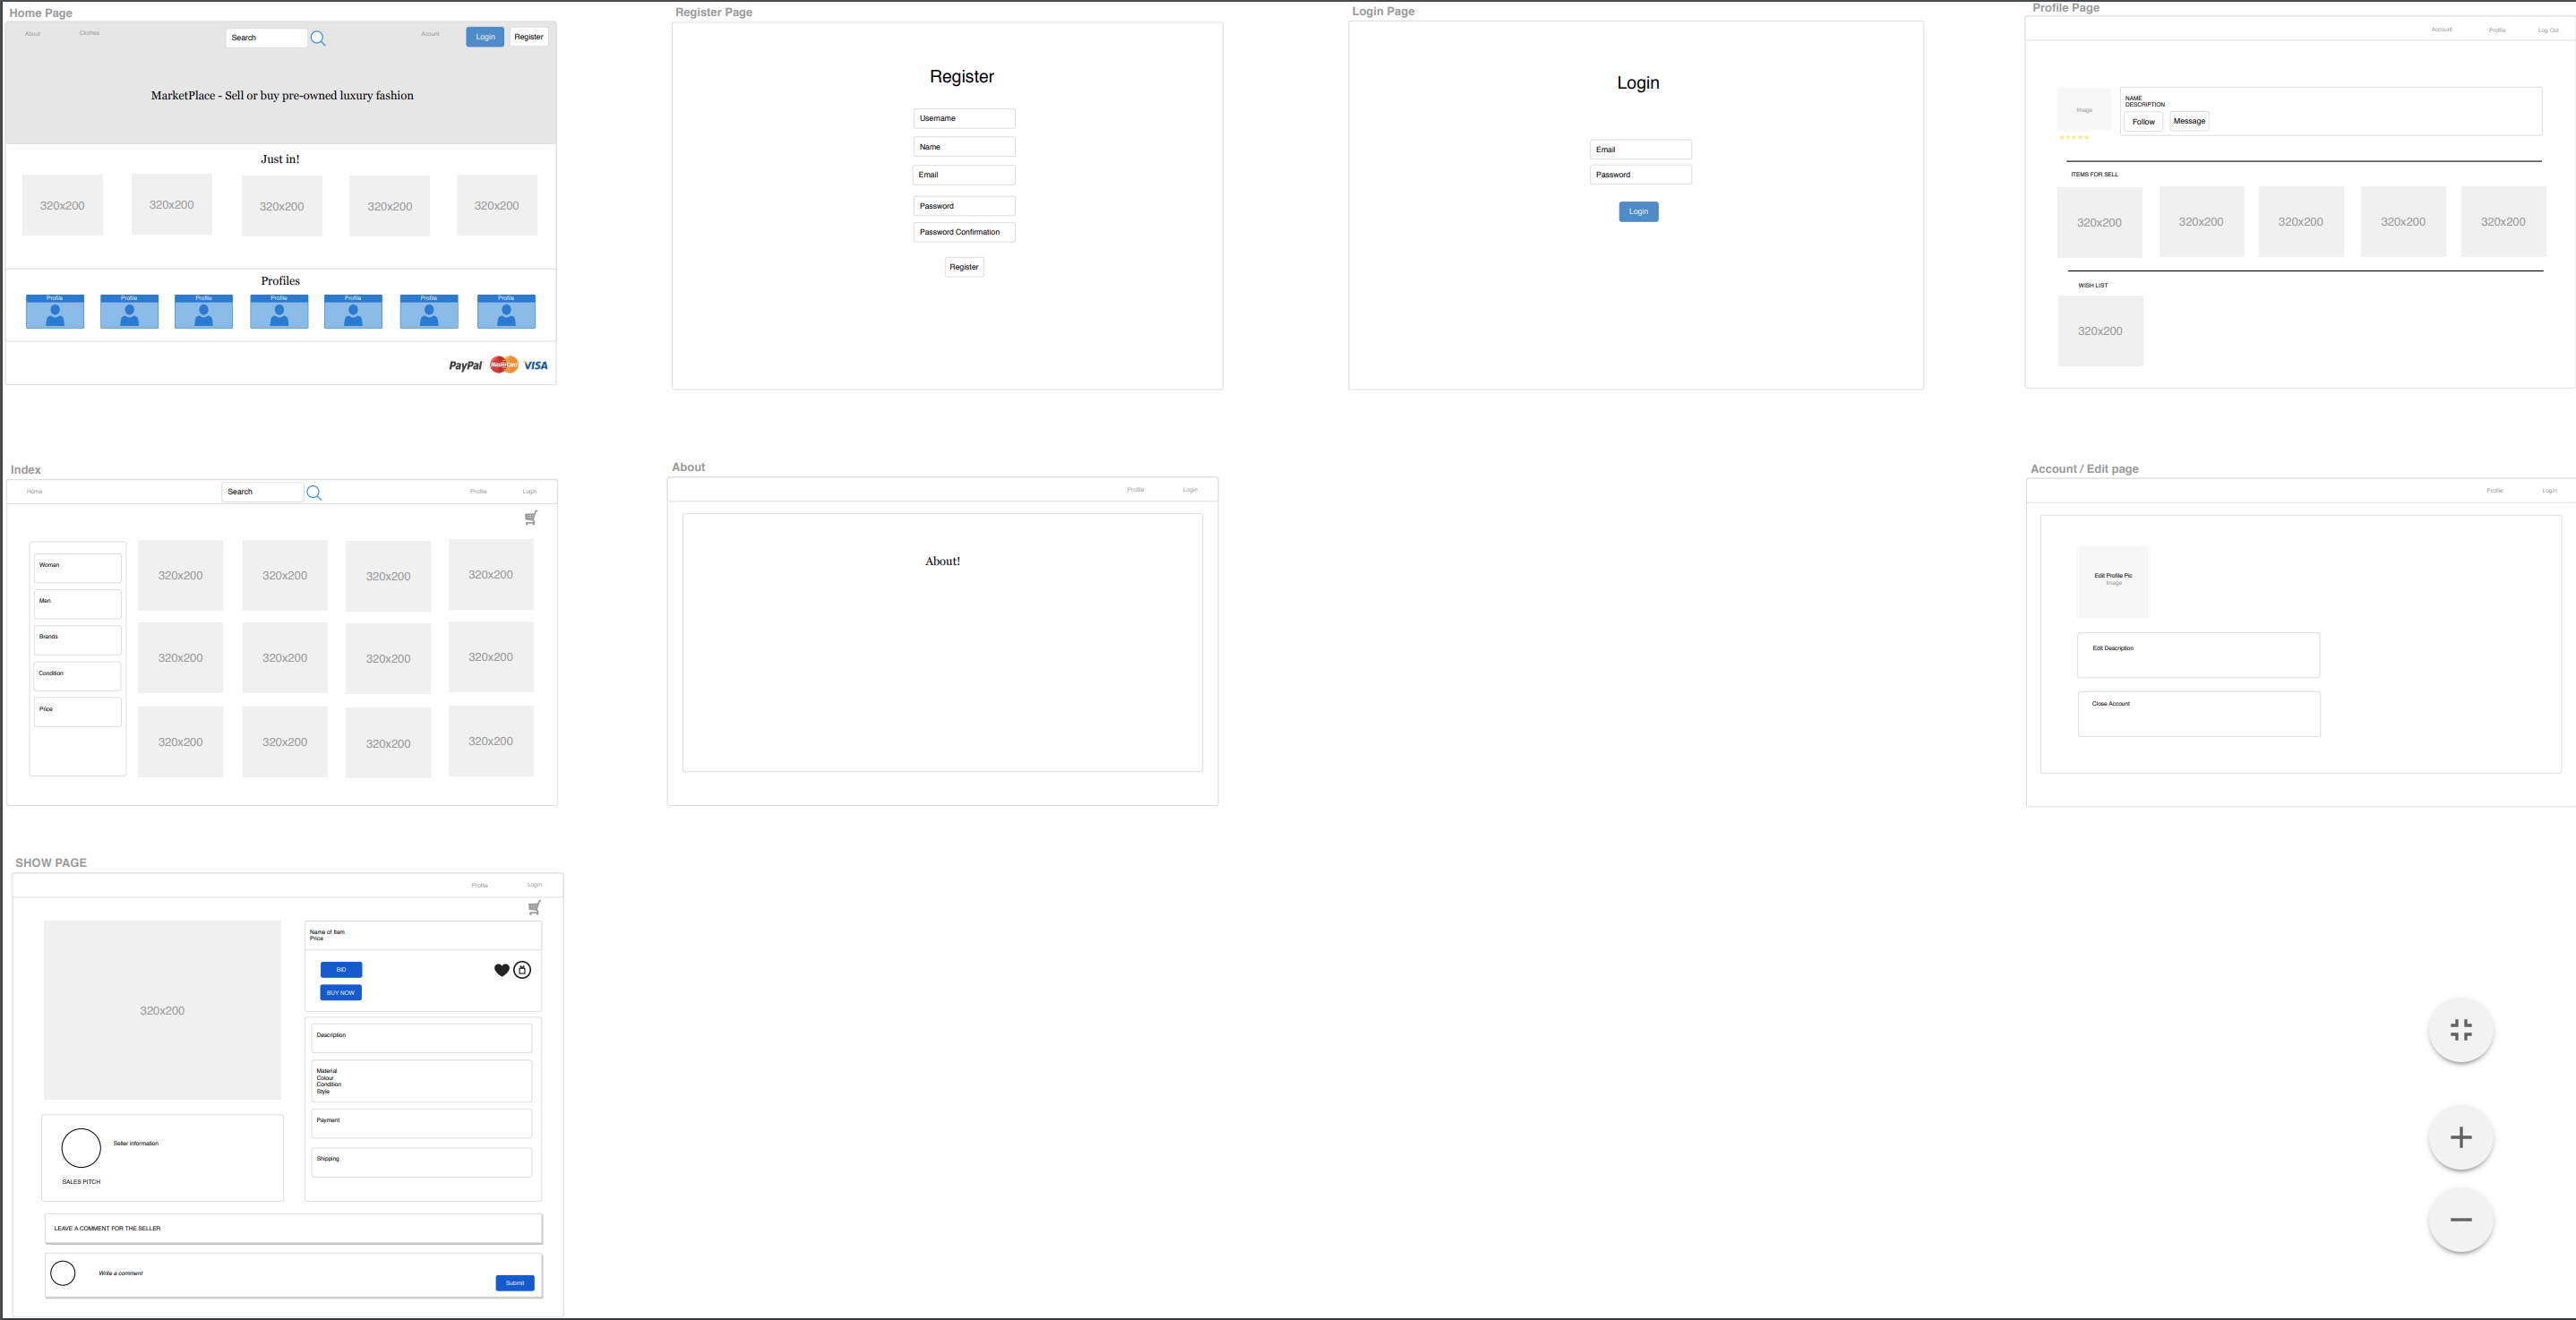 Home Page
About
Clothes
Search
Acount
Login
Register
MarketPlace - Sell or buy pre-owned luxury fashion
Just in!
320x200
320x200
320x200
320x200
320x200
Profiles
Profile
Profile
Profile
Profile
Profile
Profile
Profile
PayPal
MasterCard
VISA
Register Page
Register
Username
Name
Email
Password
Password Confirmation
Register
Login Page
Login
Email
Password
Login
Profile Page
Account
Profile
Log Out
Image
NAME
DESCRIPTION
Follow
Message
ITEMS FOR SELL
320x200
320x200
320x200
320x200
320x200
WISH LIST
320x200
Index
Home
Search
Profile
Login
Woman
Men
Brands
Condition
Price
320x200
320x200
320x200
320x200
320x200
320x200
320x200
320x200
320x200
320x200
320x200
320x200
About
Profile
Login
About!
Account / Edit page
Profile
Login
Edit Profile Pic
Image
Edit Description
Close Account
SHOW PAGE
Profile
Login
320x200
Name of Item
Price
BID
BUY NOW
Description
Material
Colour
Condition
Style
Payment
Shipping
Seller information
SALES PITCH
LEAVE A COMMENT FOR THE SELLER
Write a comment
Submit